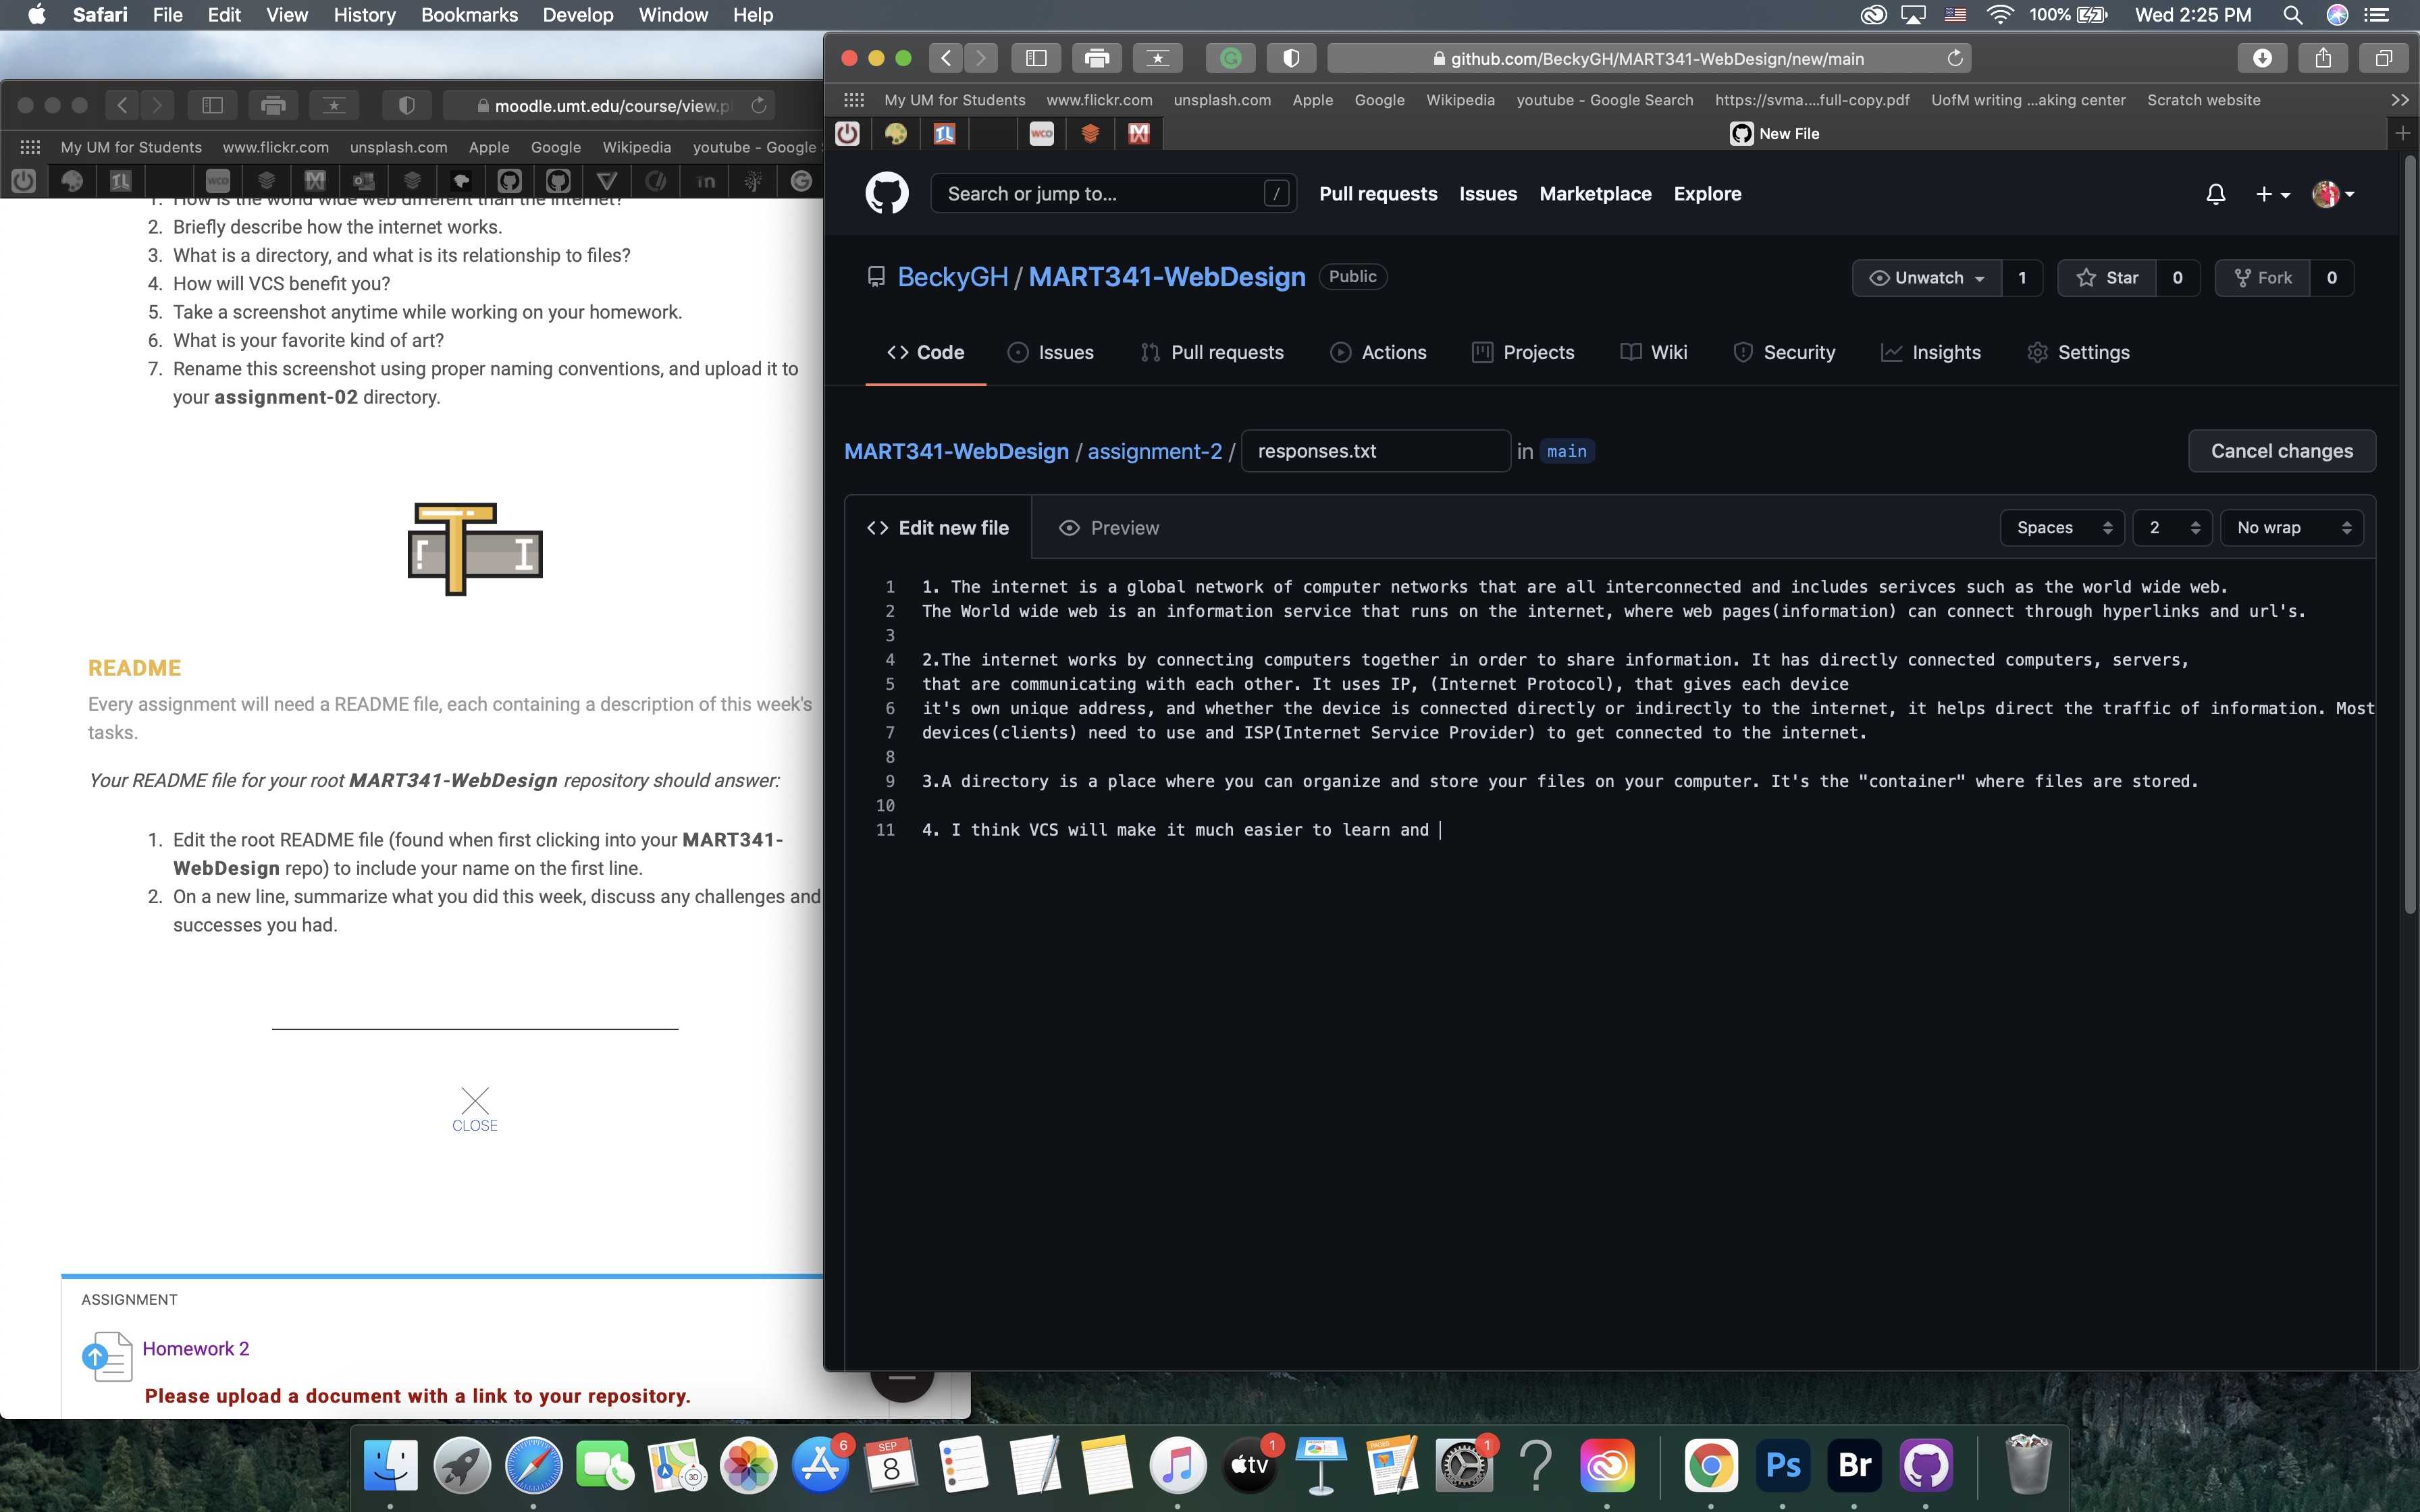 Safari File Edit View History Bookmarks Develop Window Help 100% Wed 2:25 PM
moodle.umt.edu/course/view.p
My UM for Students www.flickr.com unsplash.com Apple Google Wikipedia youtube - Google
1. How is the world wide web different than the internet?
2. Briefly describe how the internet works.
3. What is a directory, and what is its relationship to files?
4. How will VCS benefit you?
5. Take a screenshot anytime while working on your homework.
6. What is your favorite kind of art?
7. Rename this screenshot using proper naming conventions, and upload it to
your assignment-02 directory.
README
Every assignment will need a README file, each containing a description of this week's
tasks.
Your README file for your root MART341-WebDesign repository should answer:
1. Edit the root README file (found when first clicking into your MART341-
WebDesign repo) to include your name on the first line.
2. On a new line, summarize what you did this week, discuss any challenges and
successes you had.
CLOSE
ASSIGNMENT
Homework 2
Please upload a document with a link to your repository.
github.com/BeckyGH/MART341-WebDesign/new/main
My UM for Students www.flickr.com unsplash.com Apple Google Wikipedia youtube - Google Search https://svma....full-copy.pdf UofM writing ...aking center Scratch website
New File
Search or jump to... / Pull requests Issues Marketplace Explore
BeckyGH / MART341-WebDesign Public Unwatch 1 Star 0 Fork 0
Code Issues Pull requests Actions Projects Wiki Security Insights Settings
MART341-WebDesign / assignment-2 / responses.txt in main Cancel changes
Edit new file Preview Spaces 2 No wrap
1 1. The internet is a global network of computer networks that are all interconnected and includes serivces such as the world wide web.
2 The World wide web is an information service that runs on the internet, where web pages(information) can connect through hyperlinks and url's.
3
4 2.The internet works by connecting computers together in order to share information. It has directly connected computers, servers,
5 that are communicating with each other. It uses IP, (Internet Protocol), that gives each device
6 it's own unique address, and whether the device is connected directly or indirectly to the internet, it helps direct the traffic of information. Most
7 devices(clients) need to use and ISP(Internet Service Provider) to get connected to the internet.
8
9 3.A directory is a place where you can organize and store your files on your computer. It's the "container" where files are stored.
10
11 4. I think VCS will make it much easier to learn and
6 SEP 8 3D tv 1 PAGES 1 ? Ps Br